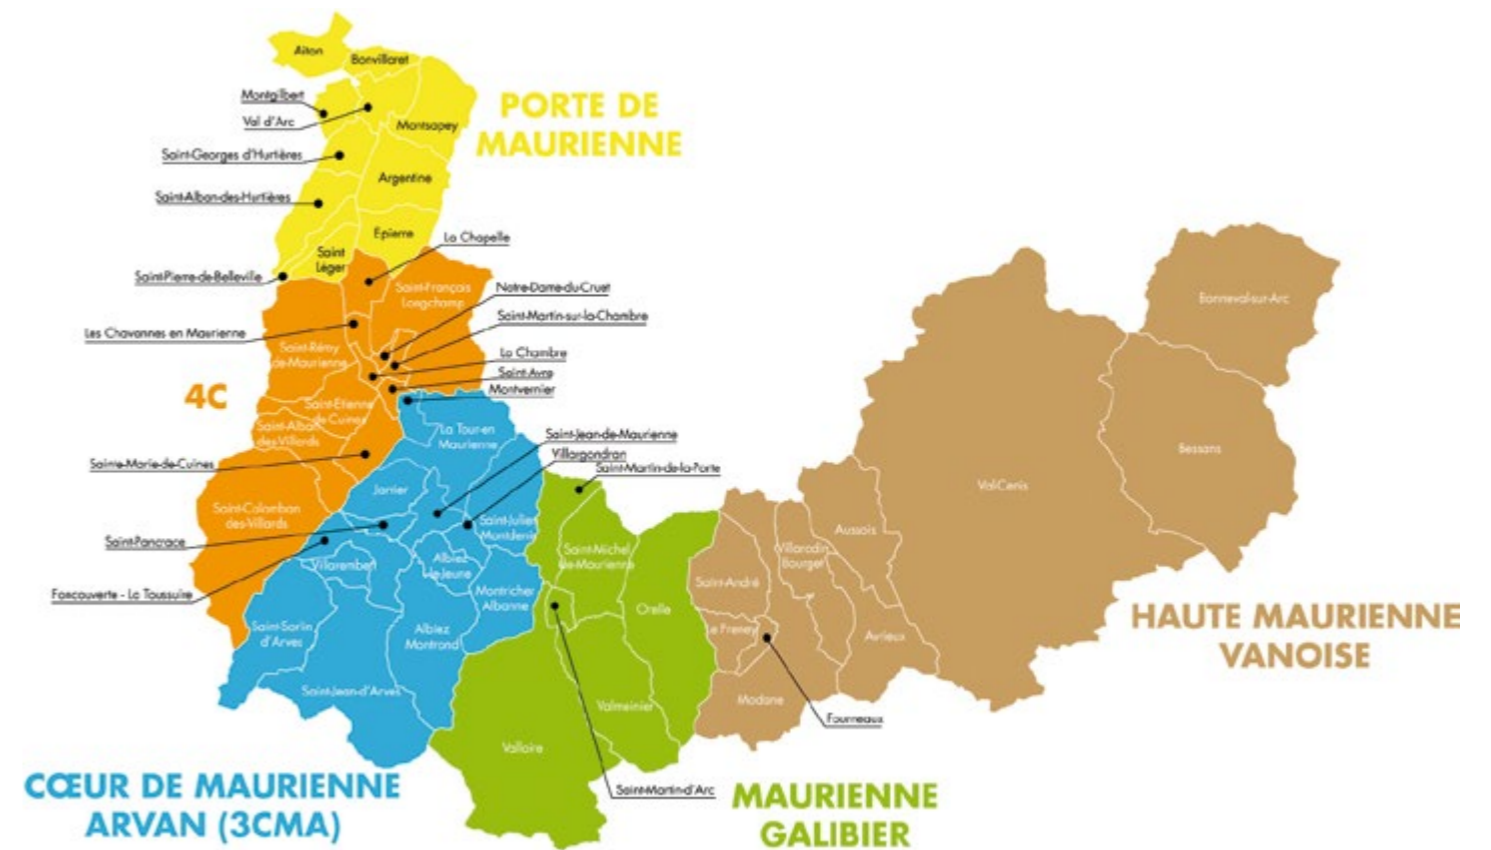 Aiton
Bonvillaret
Montgilbert
Val d'Arc
Montsapey
PORTE DE
MAURIENNE
Saint-Georges d'Hurtières
Argentine
Saint-Alban-des-Hurtières
Epierre
La Chapelle
Saint
Léger
Saint-Pierre-de-Belleville
Saint-François
Longchamp
Notre-Dame-du-Cruet
Saint-Martin-sur-la-Chambre
Les Chavannes en Maurienne
Saint-Rémy
de-Maurienne
La Chambre
Saint-Avre
Montvernier
4C
Saint-Etienne
de Cuines
Saint-Alban
des-Villards
La Tour-en
Maurienne
Saint-Jean-de-Maurienne
Villargondran
Saint-Martin-de-la-Porte
Sainte-Marie-de-Cuines
Jarrier
Saint-Colomban
des-Villards
Saint-Julien
Montdenis
Saint-Pancrace
Villarembert
Albiez
-le-Jeune
Saint-Michel
de-Maurienne
Fontcouverte - La Toussuire
Montricher
Albanne
Orelle
Saint-Sorlin
d'Arves
Albiez
Montrond
Saint-Jean-d'Arves
Valloire
Valmeinier
Saint-Martin-d'Arc
Bonneval-sur-Arc
Bessans
Val-Cenis
Aussois
Villarodin
Bourget
Saint-André
Le Freney
Avrieux
Modane
Fourneaux
HAUTE MAURIENNE
VANOISE
CŒUR DE MAURIENNE
ARVAN (3CMA)
MAURIENNE
GALIBIER